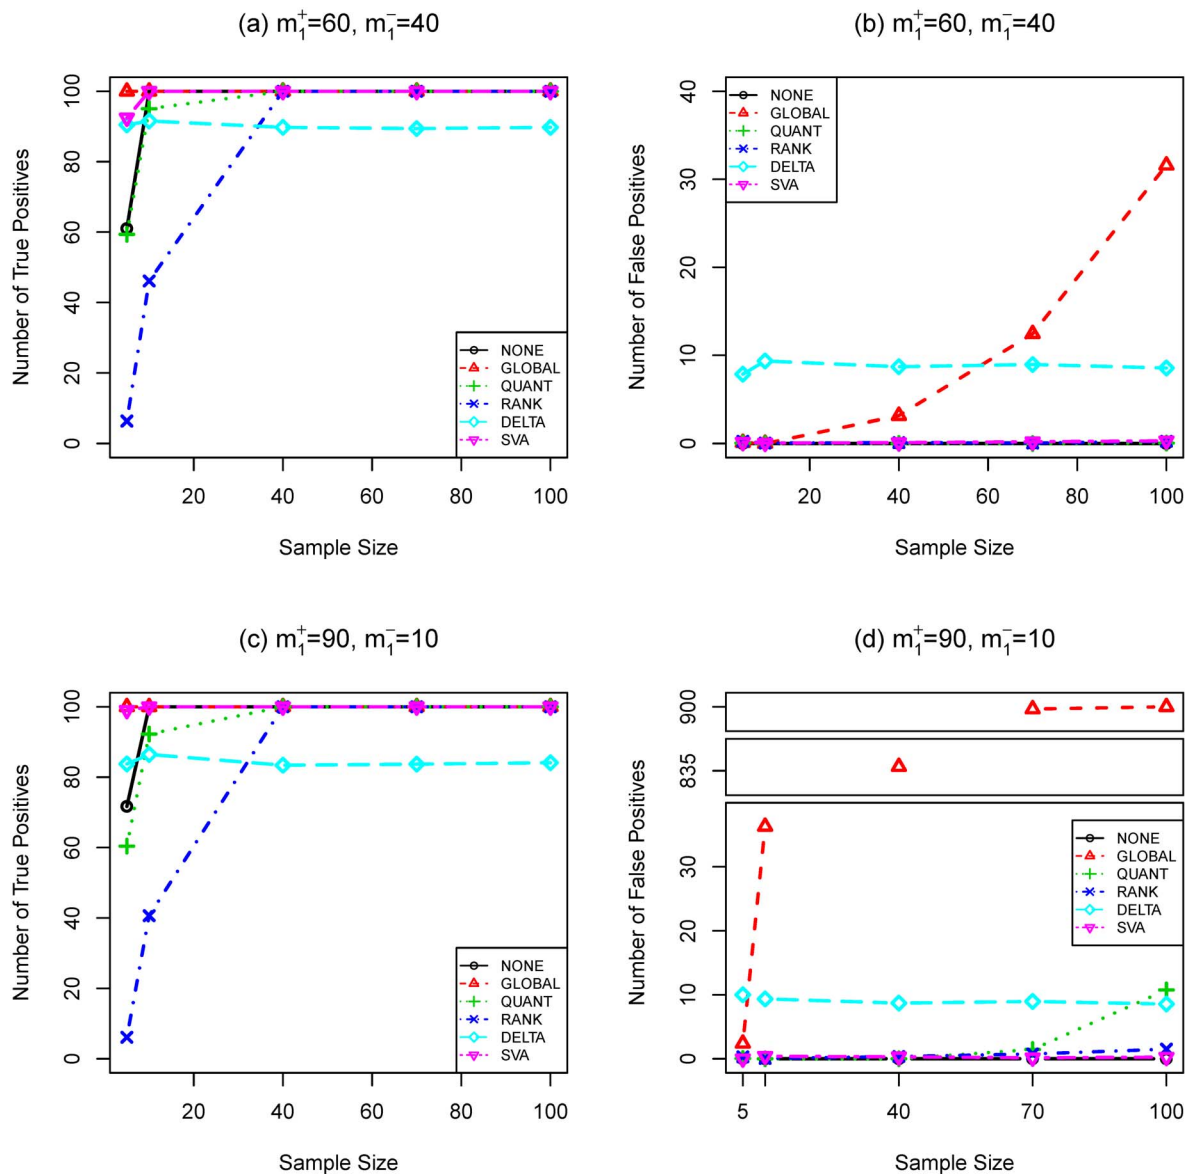 (a) m₁⁺=60, m₁⁻=40
Number of True Positives
0 20 40 60 80 100
NONE
GLOBAL
QUANT
RANK
DELTA
SVA
20 40 60 80 100
Sample Size
(b) m₁⁺=60, m₁⁻=40
Number of False Positives
0 10 20 30 40
NONE
GLOBAL
QUANT
RANK
DELTA
SVA
20 40 60 80 100
Sample Size
(c) m₁⁺=90, m₁⁻=10
Number of True Positives
0 20 40 60 80 100
NONE
GLOBAL
QUANT
RANK
DELTA
SVA
20 40 60 80 100
Sample Size
(d) m₁⁺=90, m₁⁻=10
Number of False Positives
0 10 20 30 835 900
NONE
GLOBAL
QUANT
RANK
DELTA
SVA
5 40 70 100
Sample Size